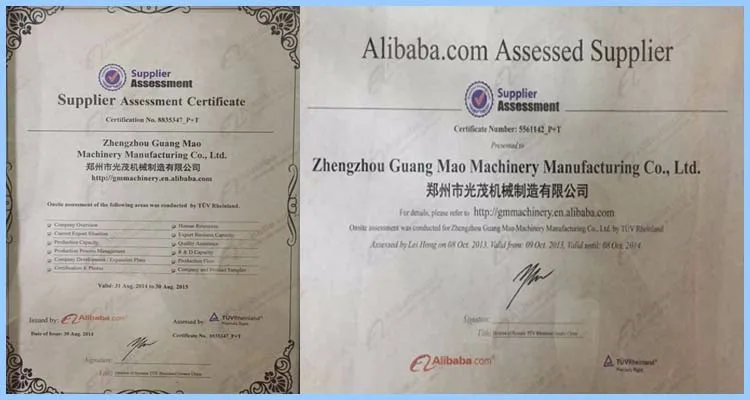 Supplier
Assessment
Supplier Assessment Certificate
Certification No. 8835347_P+T
Zhengzhou Guang Mao
Machinery Manufacturing Co., Ltd.
郑州市光茂机械制造有限公司
http://gmmachinery.en.alibaba.com
Onsite assessment of the following areas was conducted by TÜV Rheinland.
Company Overview
Human Resources
Current Export Situation
Export Business Capacity
Production Capacity
Quality Assurance
Production Process Management
R & D Capacity
Company Development / Expansion Plans
Production Flow
Certification & Photos
Company and Product Samples
Valid: 31 Aug. 2014 to 30 Aug. 2015
Issued by: Alibaba.com
Assessed by: TÜVRheinland
Precisely Right.
Date of Issue: 30 Aug. 2014
Certificate No. 8835347_P+T
Signature:
Title:
Alibaba.com Assessed Supplier
Supplier
Assessment
Certificate Number: 5561142_P+T
Presented to
Zhengzhou Guang Mao Machinery Manufacturing Co., Ltd.
郑州市光茂机械制造有限公司
For details, please refer to http://gmmachinery.en.alibaba.com
Onsite assessment was conducted for Zhengzhou Guang Mao Machinery Manufacturing Co., Ltd. by TÜV Rheinland
Assessed by Lei Hong on 08 Oct. 2013. Valid from: 09 Oct. 2013, Valid until: 08 Oct. 2014.
Signature:
Title:
Alibaba.com
TÜVRheinland
Precisely Right.